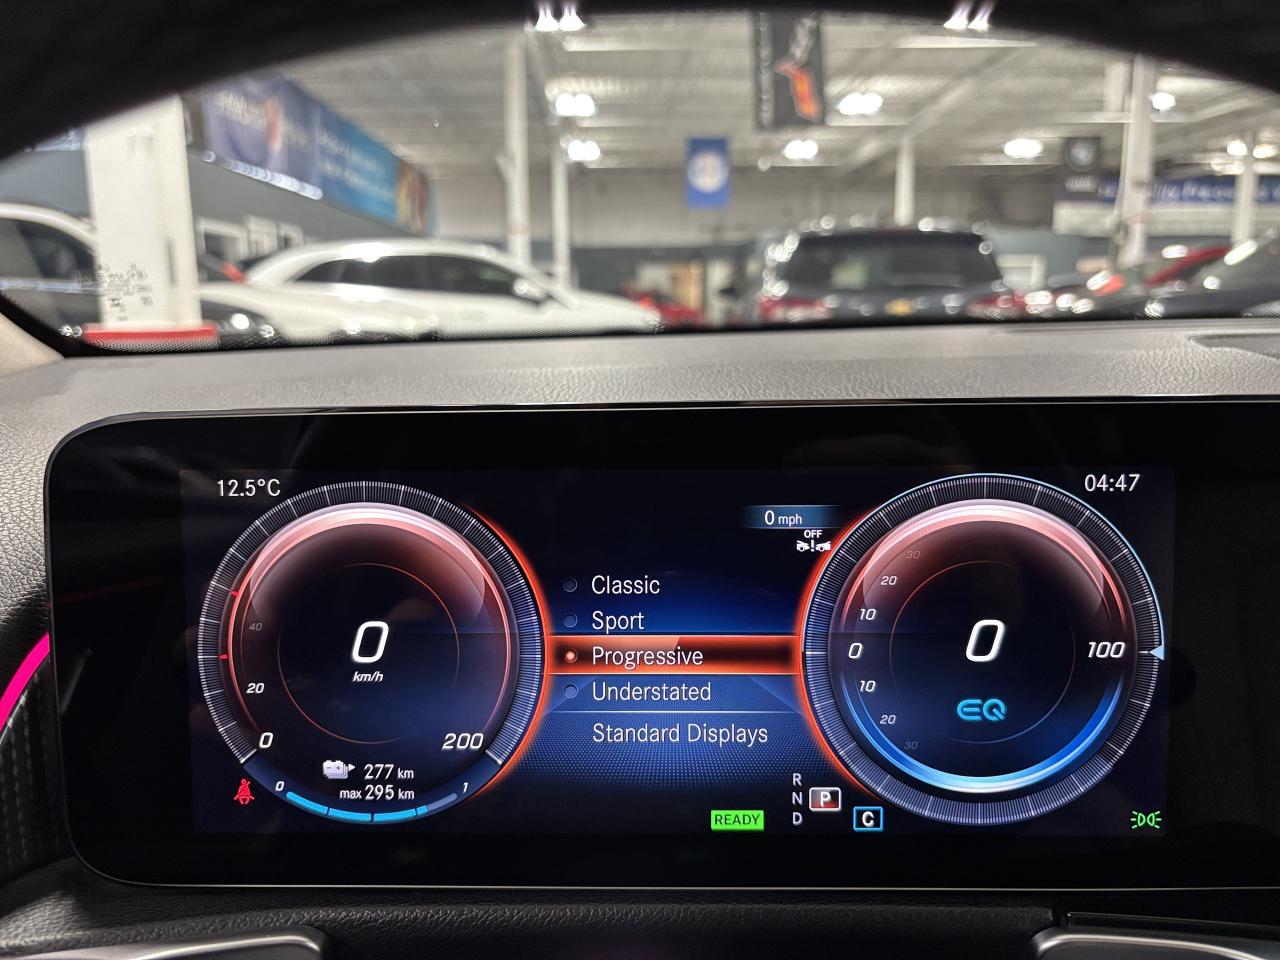 12.5°C
04:47
0 mph
OFF
Classic
Sport
Progressive
Understated
Standard Displays
40
20
0
0
km/h
200
277 km
max 295 km
0
1
30
20
10
0
10
20
30
0
100
EQ
R
N
D
P
C
READY